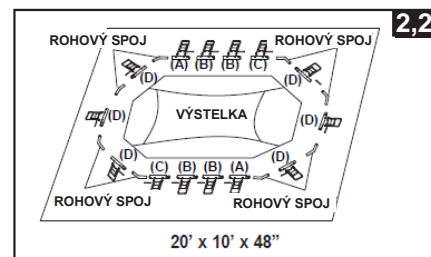 2,2
ROHOVÝ SPOJ ROHOVÝ SPOJ
(A) (B) (B) (C)
(D) (D)
(D) VÝSTELKA (D)
(D) (D)
(C) (B) (B) (A)
ROHOVÝ SPOJ ROHOVÝ SPOJ
20’ x 10’ x 48”